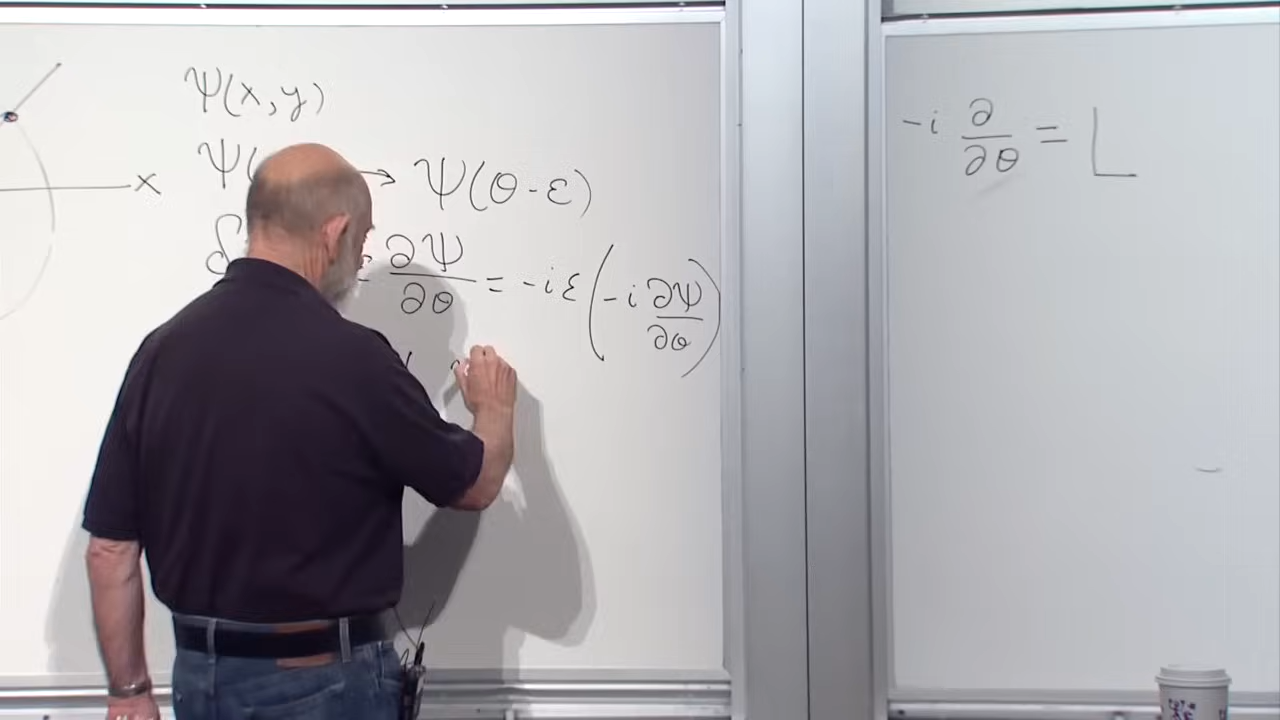 x
Ψ(x,y)
Ψ( → Ψ(θ-ε)
δ = ∂Ψ/∂θ = -iε(-i ∂Ψ/∂θ)
-i ∂/∂θ = L